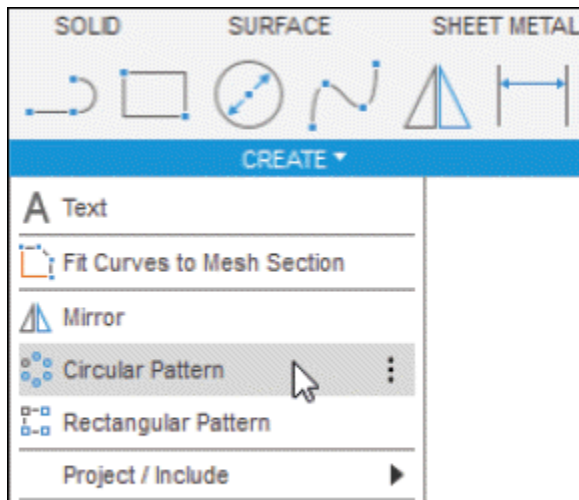 SOLID SURFACE SHEET METAL
CREATE
Text
Fit Curves to Mesh Section
Mirror
Circular Pattern
Rectangular Pattern
Project / Include